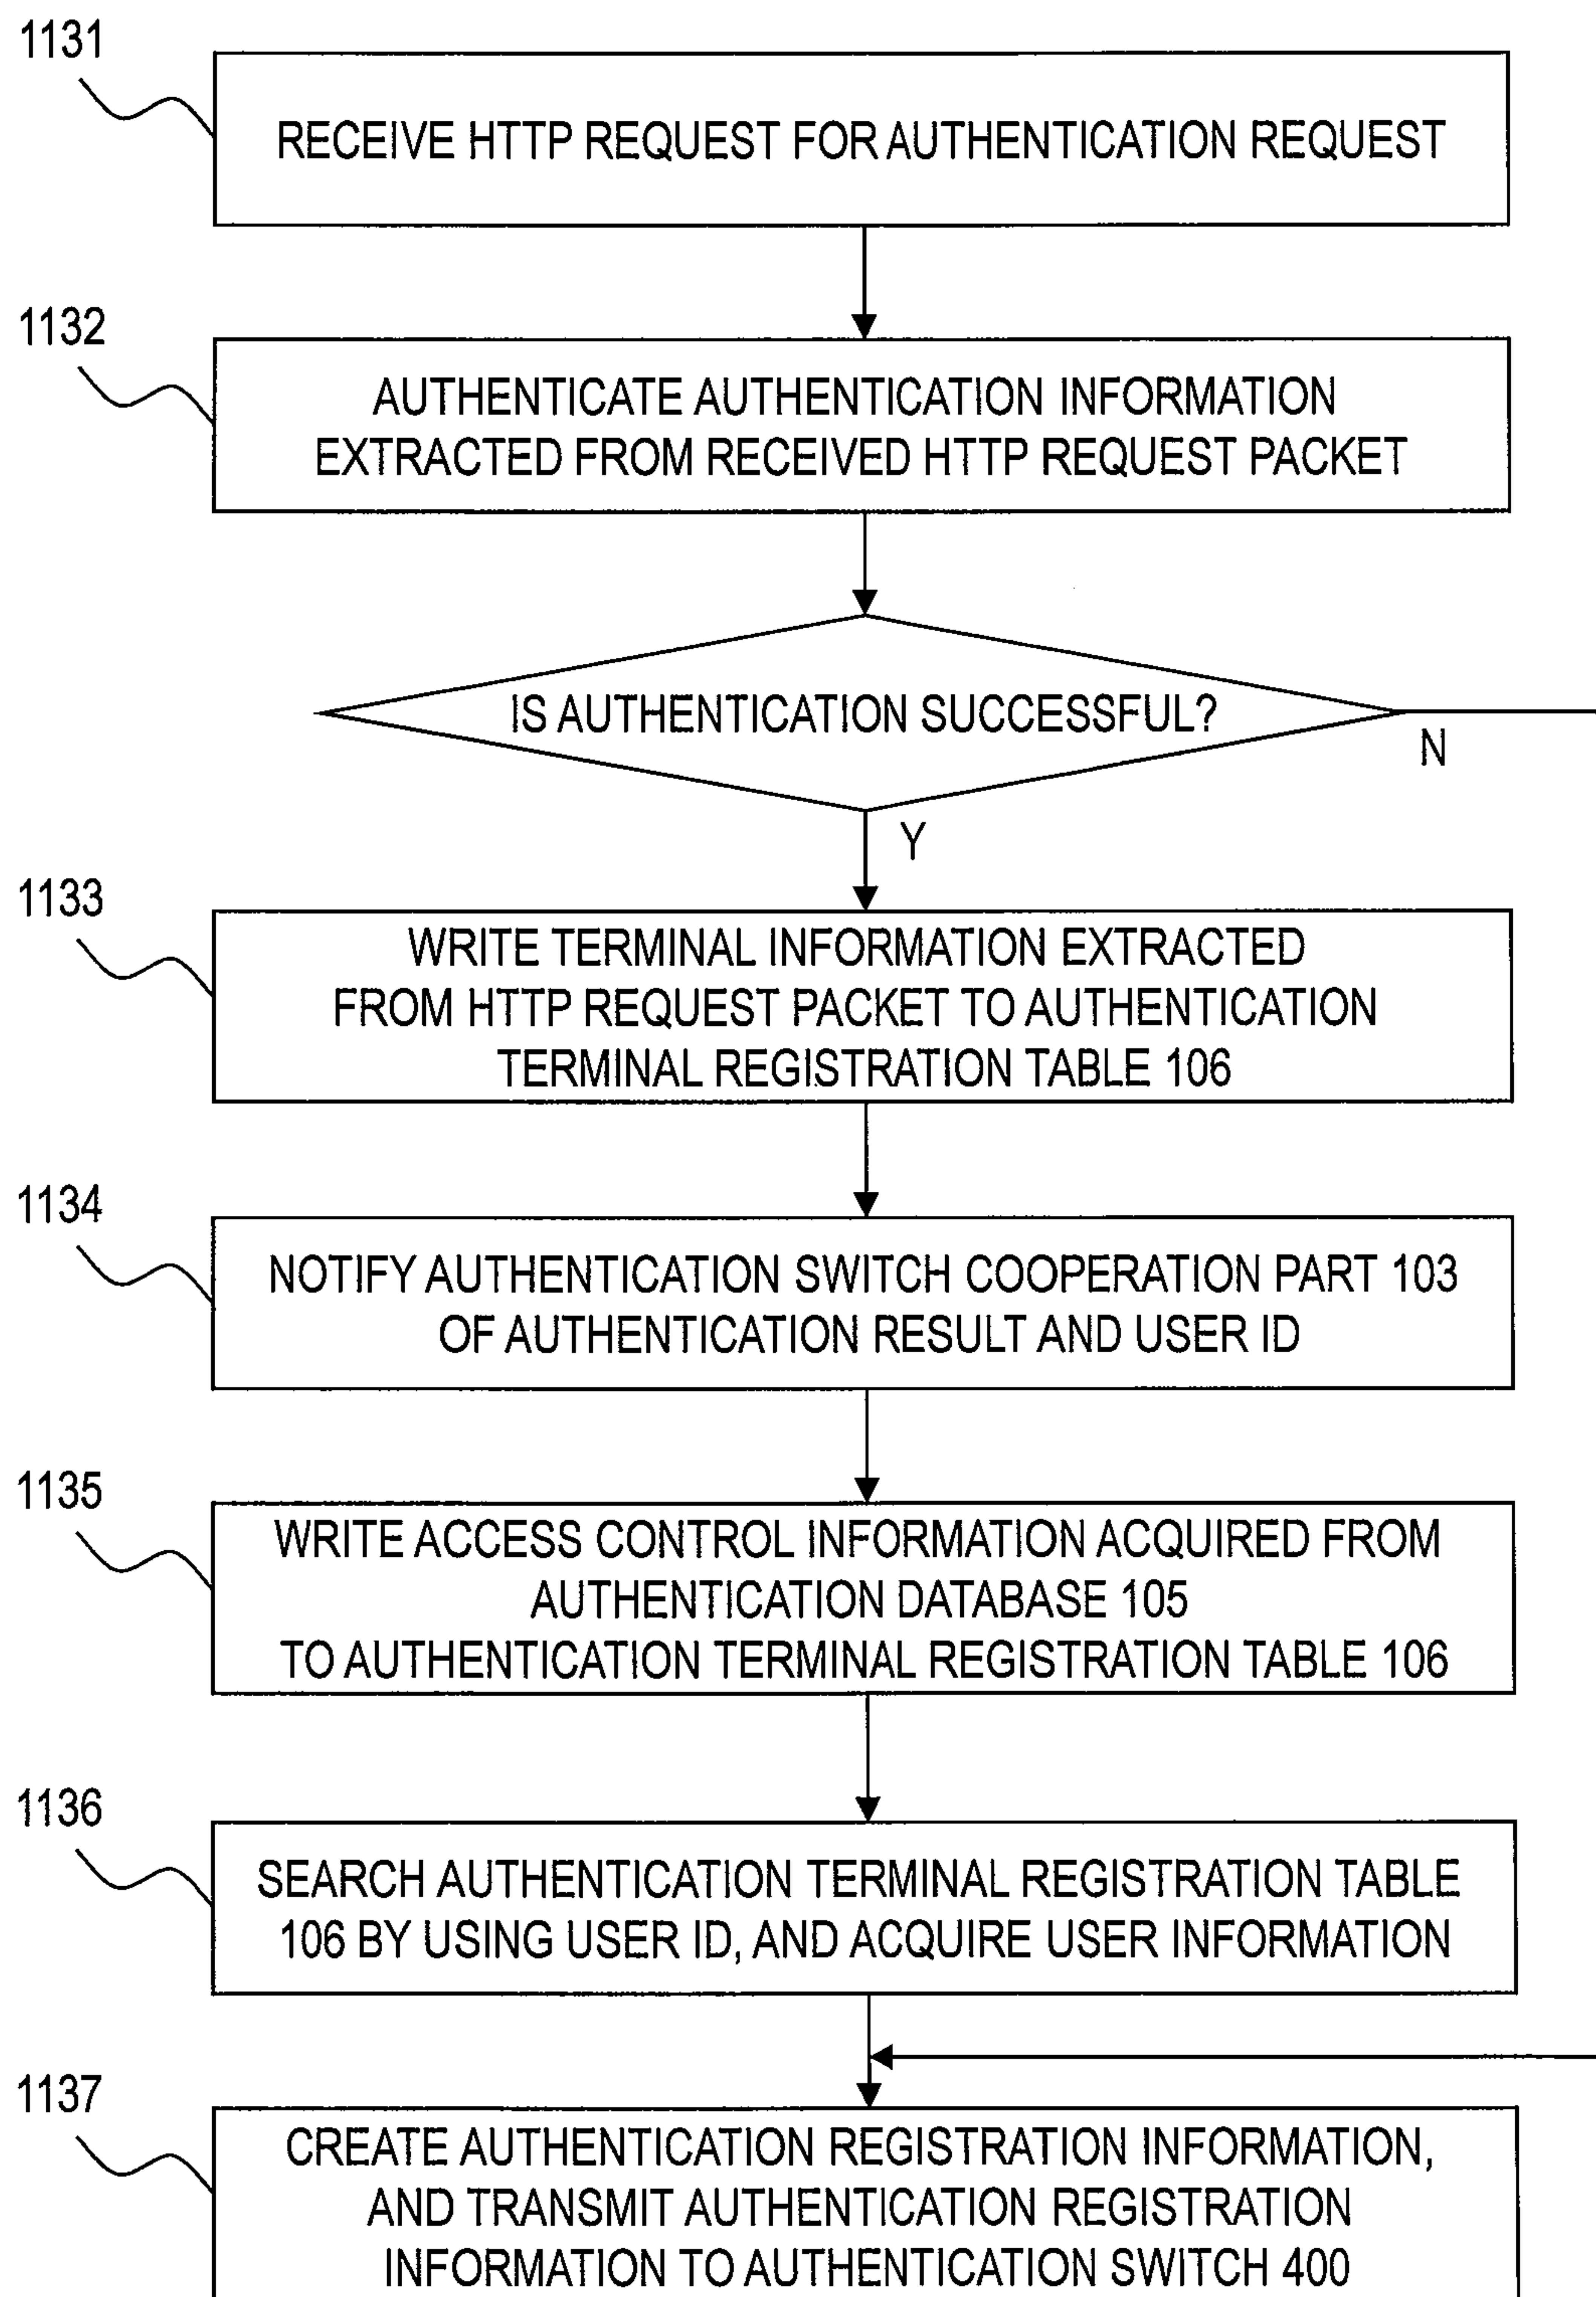 1131
RECEIVE HTTP REQUEST FOR AUTHENTICATION REQUEST
1132
AUTHENTICATE AUTHENTICATION INFORMATION
EXTRACTED FROM RECEIVED HTTP REQUEST PACKET
IS AUTHENTICATION SUCCESSFUL?
N
Y
1133
WRITE TERMINAL INFORMATION EXTRACTED
FROM HTTP REQUEST PACKET TO AUTHENTICATION
TERMINAL REGISTRATION TABLE 106
1134
NOTIFY AUTHENTICATION SWITCH COOPERATION PART 103
OF AUTHENTICATION RESULT AND USER ID
1135
WRITE ACCESS CONTROL INFORMATION ACQUIRED FROM
AUTHENTICATION DATABASE 105
TO AUTHENTICATION TERMINAL REGISTRATION TABLE 106
1136
SEARCH AUTHENTICATION TERMINAL REGISTRATION TABLE
106 BY USING USER ID, AND ACQUIRE USER INFORMATION
1137
CREATE AUTHENTICATION REGISTRATION INFORMATION,
AND TRANSMIT AUTHENTICATION REGISTRATION
INFORMATION TO AUTHENTICATION SWITCH 400